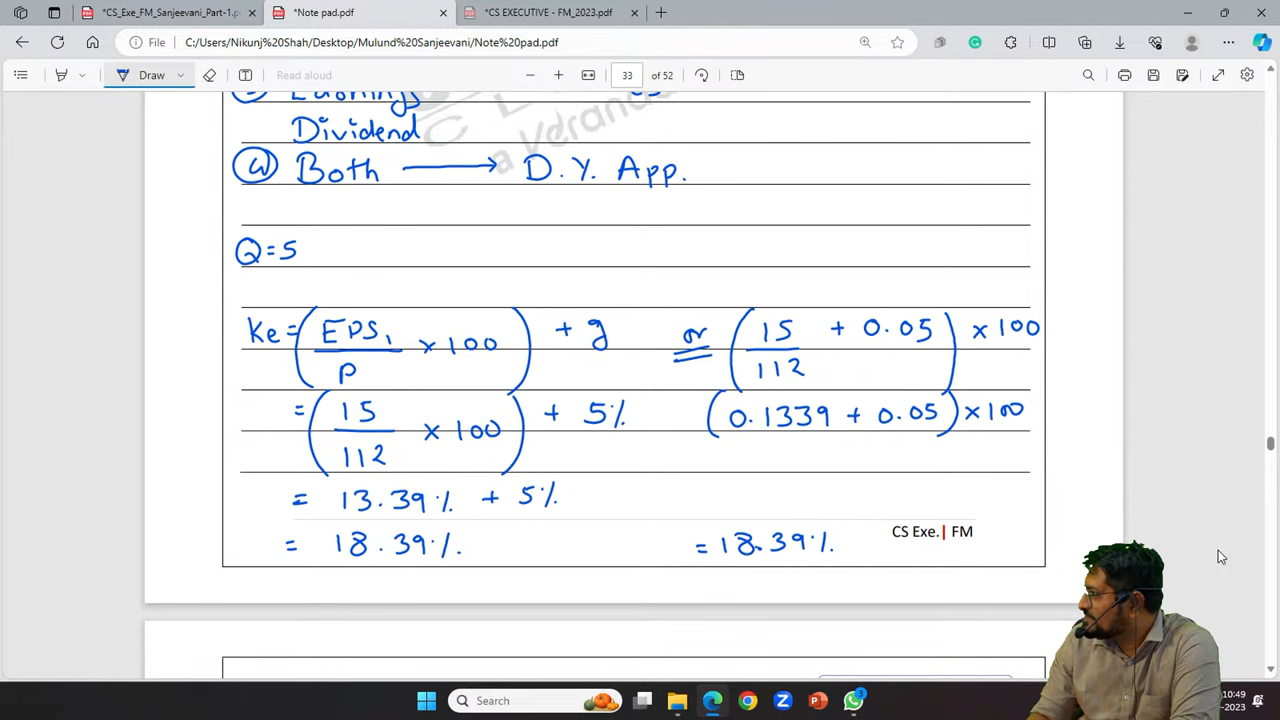 *CS_Exe_FM_Sanjeevani_Part-1.p
*Note pad.pdf
*CS EXECUTIVE - FM_2023.pdf
File
C:/Users/Nikunj%20Shah/Desktop/Mulund%20Sanjeevani/Note%20pad.pdf
Draw
Read aloud
33 of 52
Earnings
Dividend
a Veranda
(4) Both → D.Y. App.
Q=5
Ke = (EPS₁/P × 100) + g or (15/112 + 0.05) × 100
= (15/112 × 100) + 5% (0.1339 + 0.05) × 100
= 13.39% + 5%
= 18.39% = 18.39%
CS Exe.| FM
Search
3
10:49
-2023